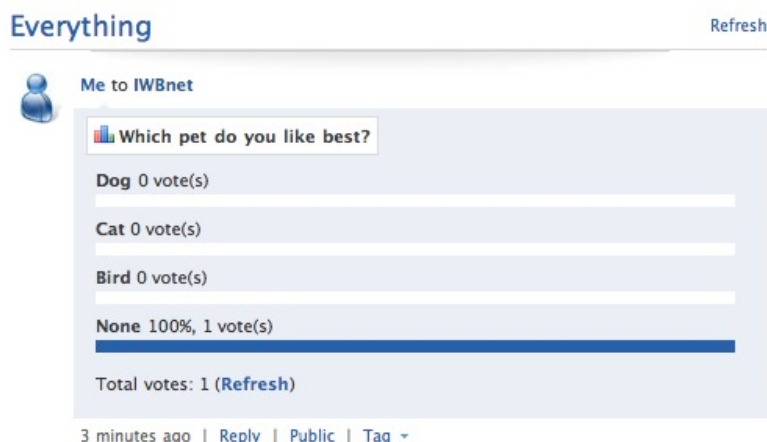 Everything
Refresh
Me to IWBnet
Which pet do you like best?
Dog 0 vote(s)
Cat 0 vote(s)
Bird 0 vote(s)
None 100%, 1 vote(s)
Total votes: 1 (Refresh)
3 minutes ago | Reply | Public | Tag